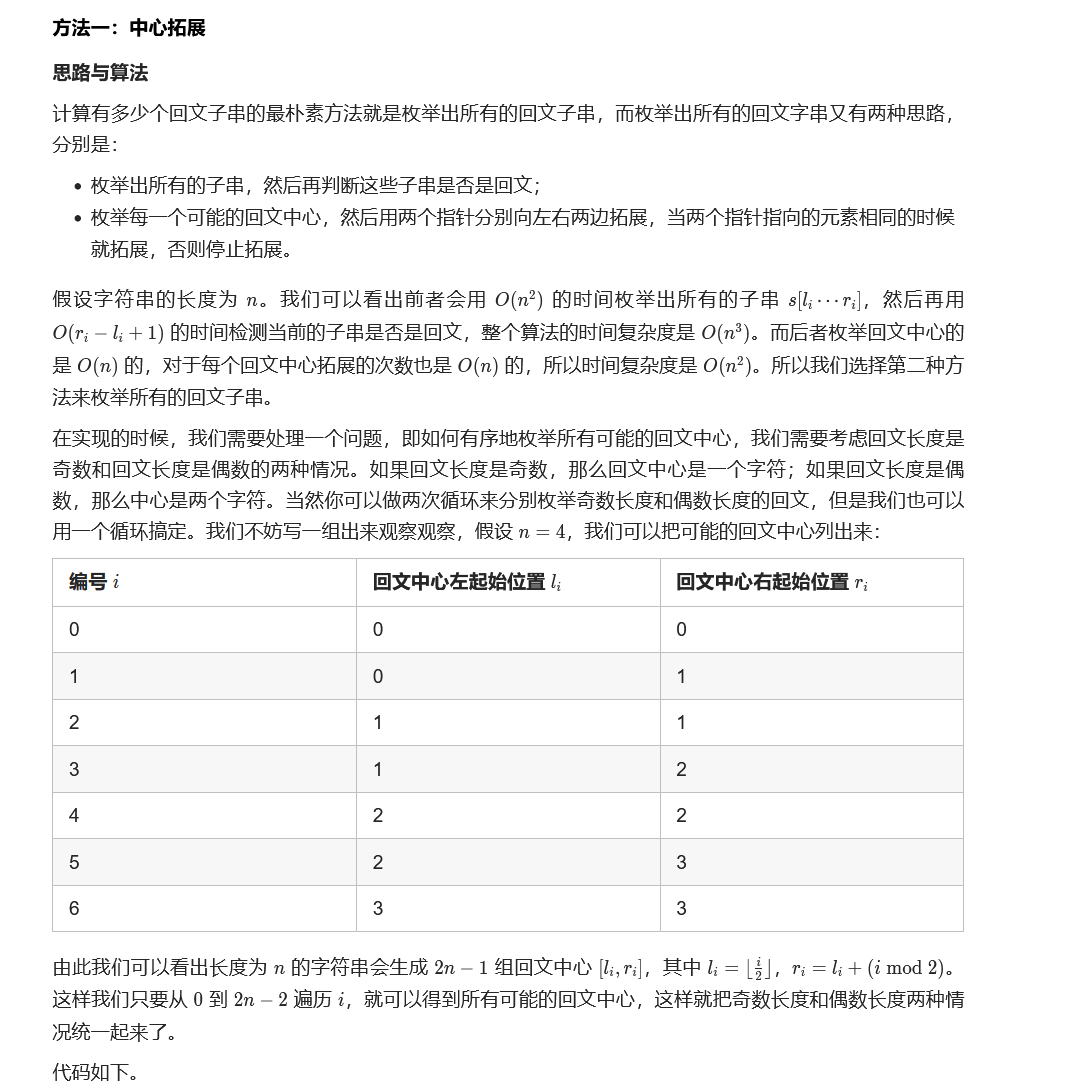 方法一：中心拓展
思路与算法
计算有多少个回文子串的最朴素方法就是枚举出所有的回文子串，而枚举出所有的回文字串又有两种思路，
分别是：
• 枚举出所有的子串，然后再判断这些子串是否是回文；
• 枚举每一个可能的回文中心，然后用两个指针分别向左右两边拓展，当两个指针指向的元素相同的时候
就拓展，否则停止拓展。
假设字符串的长度为 n。我们可以看出前者会用 O(n²) 的时间枚举出所有的子串 s[lᵢ⋯rᵢ]，然后再用
O(rᵢ − lᵢ + 1) 的时间检测当前的子串是否是回文，整个算法的时间复杂度是 O(n³)。而后者枚举回文中心的
是 O(n) 的，对于每个回文中心拓展的次数也是 O(n) 的，所以时间复杂度是 O(n²)。所以我们选择第二种方
法来枚举所有的回文子串。
在实现的时候，我们需要处理一个问题，即如何有序地枚举所有可能的回文中心，我们需要考虑回文长度是
奇数和回文长度是偶数的两种情况。如果回文长度是奇数，那么回文中心是一个字符；如果回文长度是偶
数，那么中心是两个字符。当然你可以做两次循环来分别枚举奇数长度和偶数长度的回文，但是我们也可以
用一个循环搞定。我们不妨写一组出来观察观察，假设 n = 4，我们可以把可能的回文中心列出来：
编号 i 回文中心左起始位置 lᵢ 回文中心右起始位置 rᵢ
0 0 0
1 0 1
2 1 1
3 1 2
4 2 2
5 2 3
6 3 3
由此我们可以看出长度为 n 的字符串会生成 2n − 1 组回文中心 [lᵢ, rᵢ]，其中 lᵢ = ⌊i/2⌋，rᵢ = lᵢ + (i mod 2)。
这样我们只要从 0 到 2n − 2 遍历 i，就可以得到所有可能的回文中心，这样就把奇数长度和偶数长度两种情
况统一起来了。
代码如下。